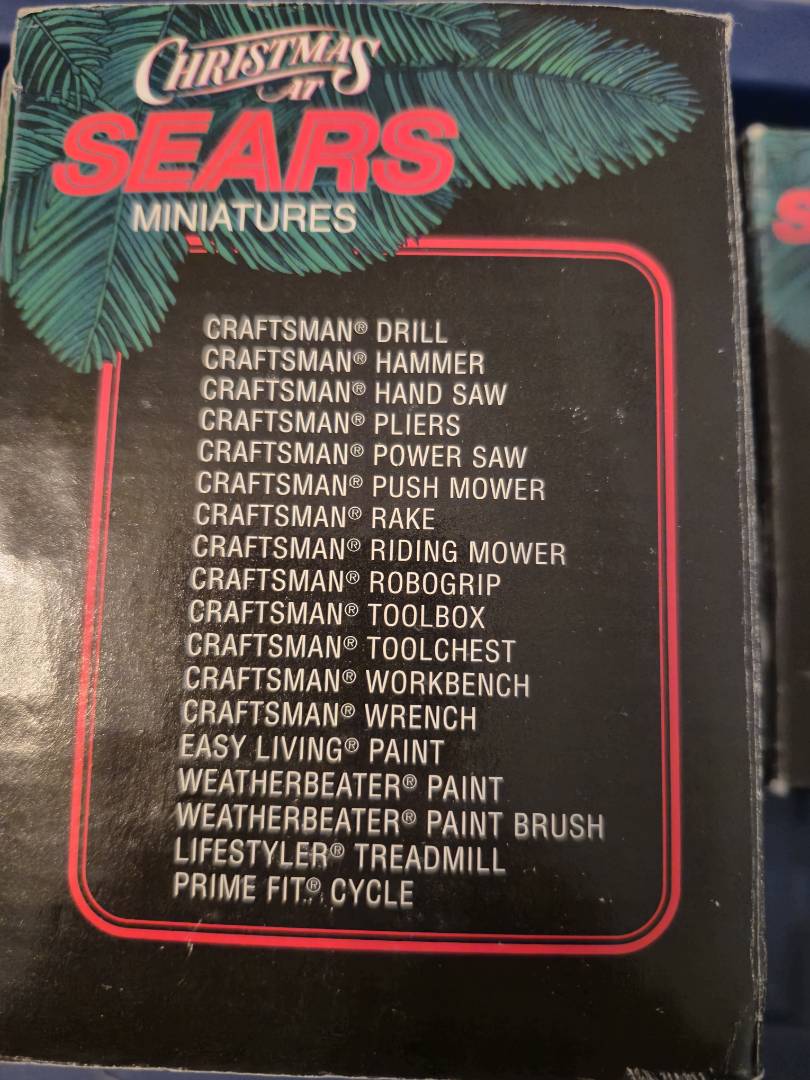 CHRISTMAS
AT
SEARS
MINIATURES
CRAFTSMAN® DRILL
CRAFTSMAN® HAMMER
CRAFTSMAN® HAND SAW
CRAFTSMAN® PLIERS
CRAFTSMAN® POWER SAW
CRAFTSMAN® PUSH MOWER
CRAFTSMAN® RAKE
CRAFTSMAN® RIDING MOWER
CRAFTSMAN® ROBOGRIP
CRAFTSMAN® TOOLBOX
CRAFTSMAN® TOOLCHEST
CRAFTSMAN® WORKBENCH
CRAFTSMAN® WRENCH
EASY LIVING® PAINT
WEATHERBEATER® PAINT
WEATHERBEATER® PAINT BRUSH
LIFESTYLER® TREADMILL
PRIME FIT® CYCLE